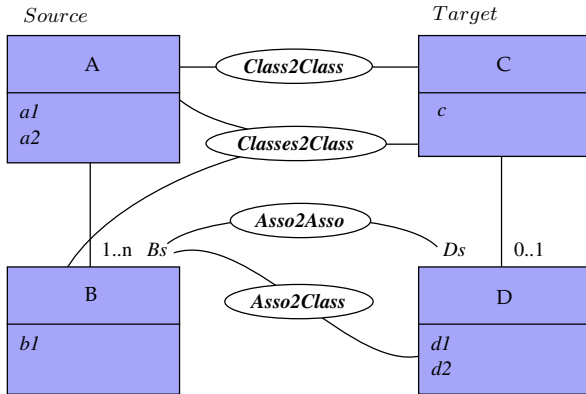 Source
Target
A
Class2Class
C
a1
a2
c
Classes2Class
Asso2Asso
1..n
Bs
Ds
0..1
B
Asso2Class
D
b1
d1
d2